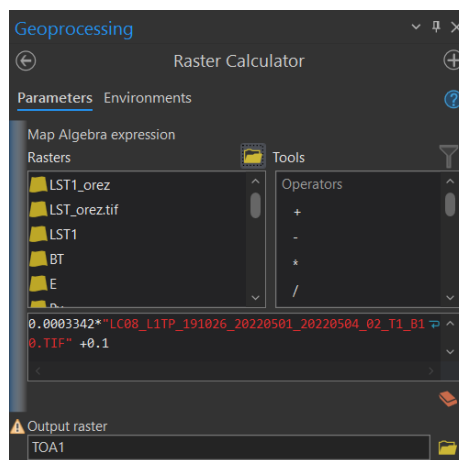 Geoprocessing
Raster Calculator
Parameters Environments
Map Algebra expression
Rasters
Tools
LST1_orez
LST_orez.tif
LST1
BT
E
Operators
+
-
*
/
0.0003342*"LC08_L1TP_191026_20220501_20220504_02_T1_B1
0.TIF" +0.1
Output raster
TOA1